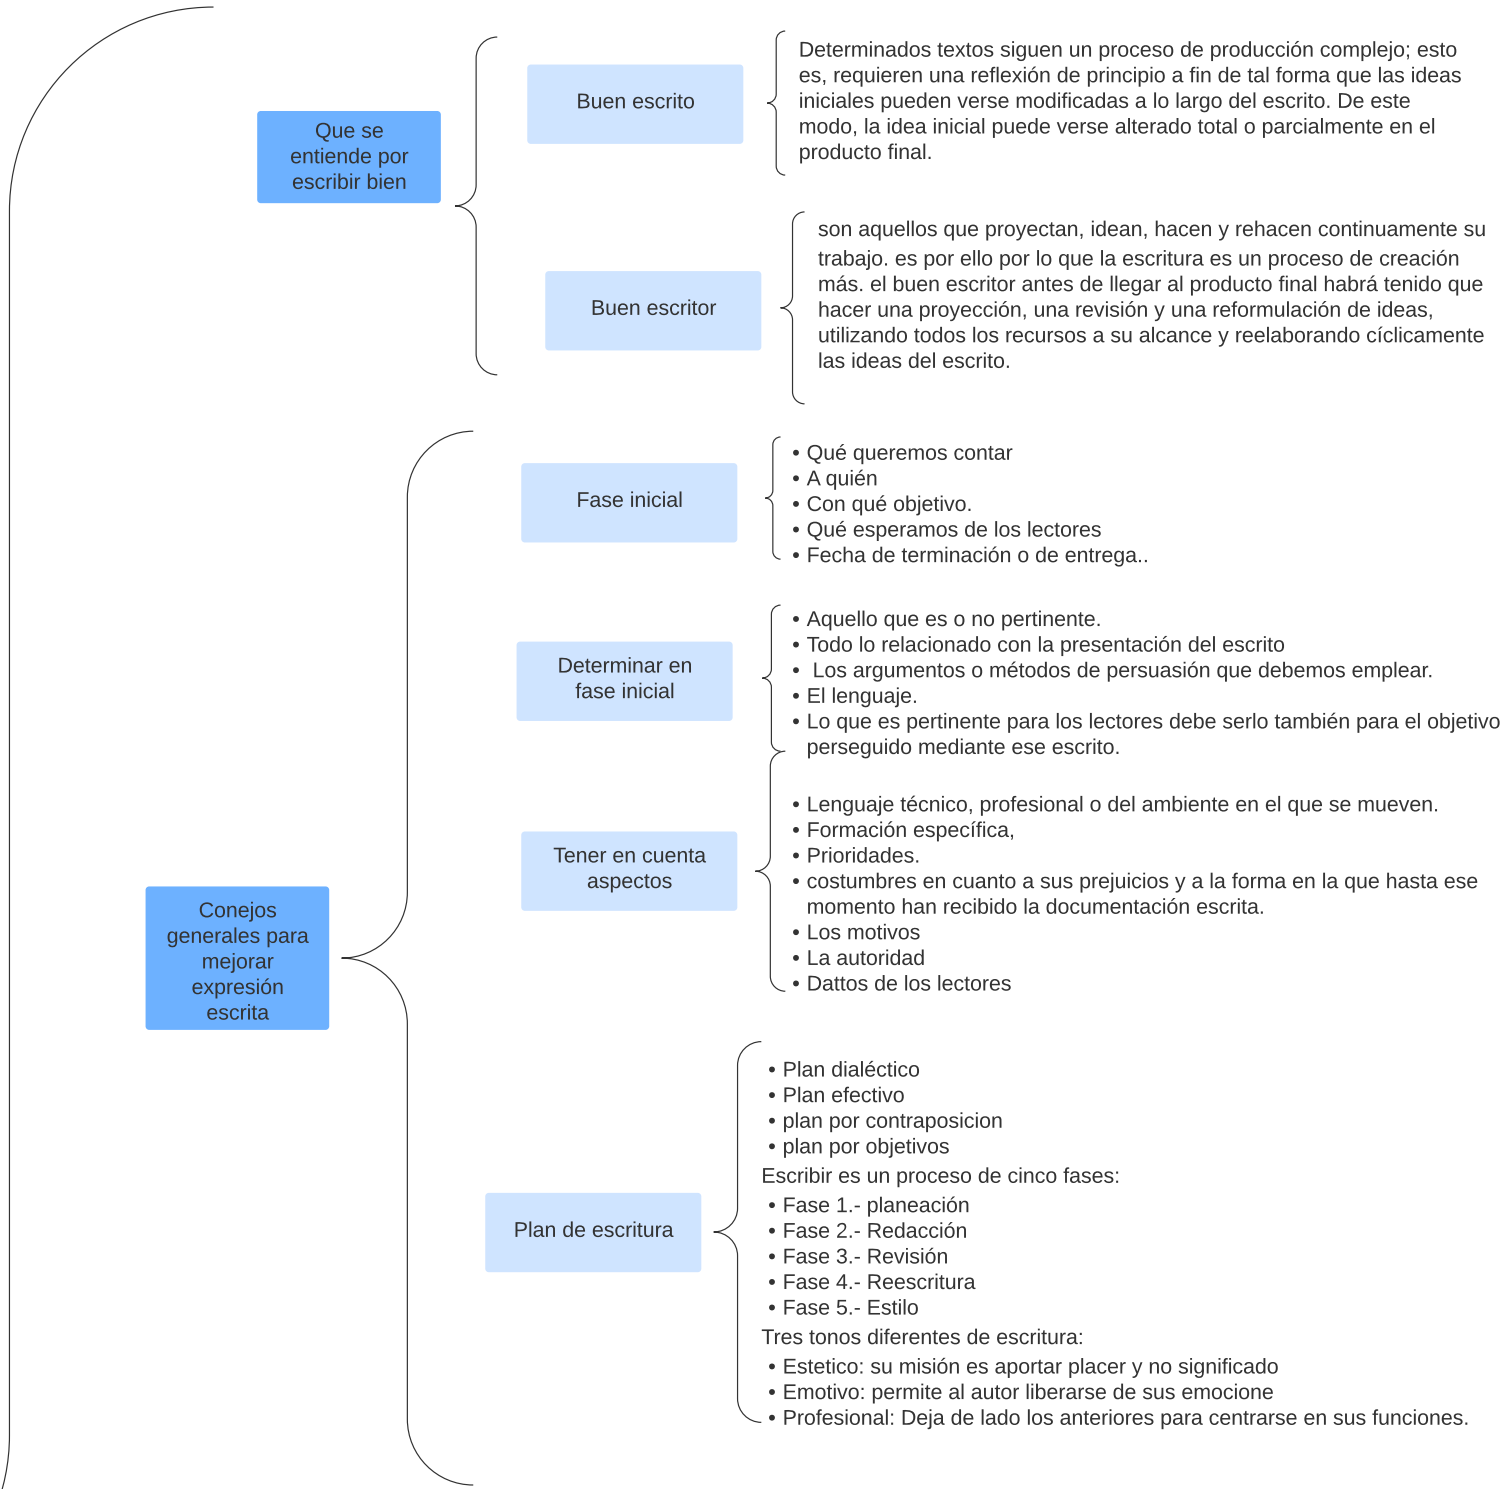 Que se
entiende por
escribir bien
Buen escrito
Determinados textos siguen un proceso de producción complejo; esto
es, requieren una reflexión de principio a fin de tal forma que las ideas
iniciales pueden verse modificadas a lo largo del escrito. De este
modo, la idea inicial puede verse alterado total o parcialmente en el
producto final.
Buen escritor
son aquellos que proyectan, idean, hacen y rehacen continuamente su
trabajo. es por ello por lo que la escritura es un proceso de creación
más. el buen escritor antes de llegar al producto final habrá tenido que
hacer una proyección, una revisión y una reformulación de ideas,
utilizando todos los recursos a su alcance y reelaborando cíclicamente
las ideas del escrito.
Conejos
generales para
mejorar
expresión
escrita
Fase inicial
• Qué queremos contar
• A quién
• Con qué objetivo.
• Qué esperamos de los lectores
• Fecha de terminación o de entrega..
Determinar en
fase inicial
• Aquello que es o no pertinente.
• Todo lo relacionado con la presentación del escrito
• Los argumentos o métodos de persuasión que debemos emplear.
• El lenguaje.
• Lo que es pertinente para los lectores debe serlo también para el objetivo
perseguido mediante ese escrito.
Tener en cuenta
aspectos
• Lenguaje técnico, profesional o del ambiente en el que se mueven.
• Formación específica,
• Prioridades.
• costumbres en cuanto a sus prejuicios y a la forma en la que hasta ese
momento han recibido la documentación escrita.
• Los motivos
• La autoridad
• Dattos de los lectores
Plan de escritura
• Plan dialéctico
• Plan efectivo
• plan por contraposicion
• plan por objetivos
Escribir es un proceso de cinco fases:
• Fase 1.- planeación
• Fase 2.- Redacción
• Fase 3.- Revisión
• Fase 4.- Reescritura
• Fase 5.- Estilo
Tres tonos diferentes de escritura:
• Estetico: su misión es aportar placer y no significado
• Emotivo: permite al autor liberarse de sus emocione
• Profesional: Deja de lado los anteriores para centrarse en sus funciones.